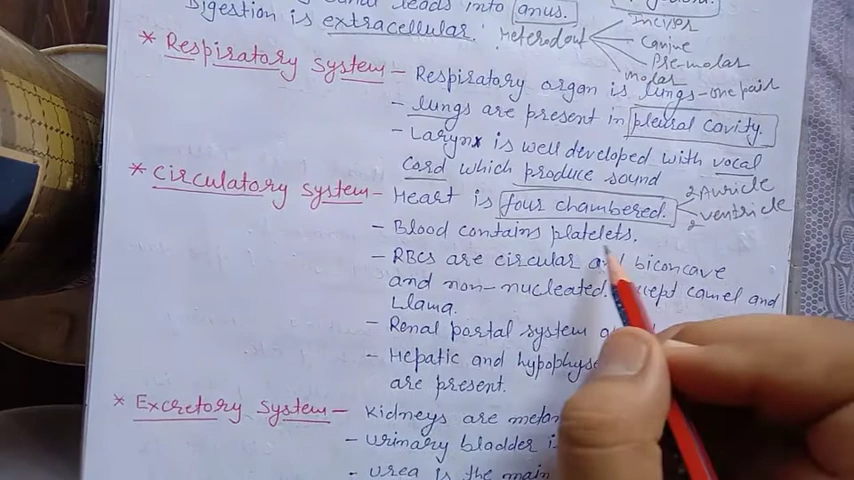 canal leads into anus.
Digestion is extracellular.
Heterodont
Incisor
Canine
Pre-molar
molar
* Respiratory System - Respiratory organ is lungs-one pair
- lungs are present in pleural cavity.
- Larynx is well developed with vocal
cord which produce sound
* Circulatory System - Heart is four chambered.
2 Auricle
2 ventricle
- Blood contains platelets.
- RBCs are circular and biconcave
and non-nucleated. camel and
Llama.
- Renal portal system
- Hepatic and
are present.
* Excretory System - Kidneys are
- urinary bladder
- urea is the main